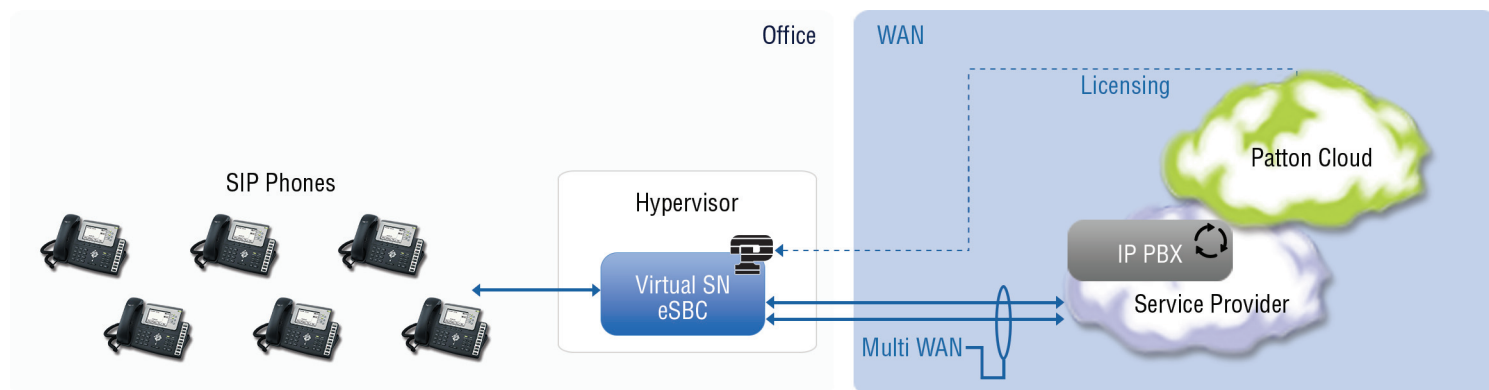 Office
WAN
Licensing
Patton Cloud
SIP Phones
Hypervisor
IP PBX
Virtual SN
eSBC
Service Provider
Multi WAN